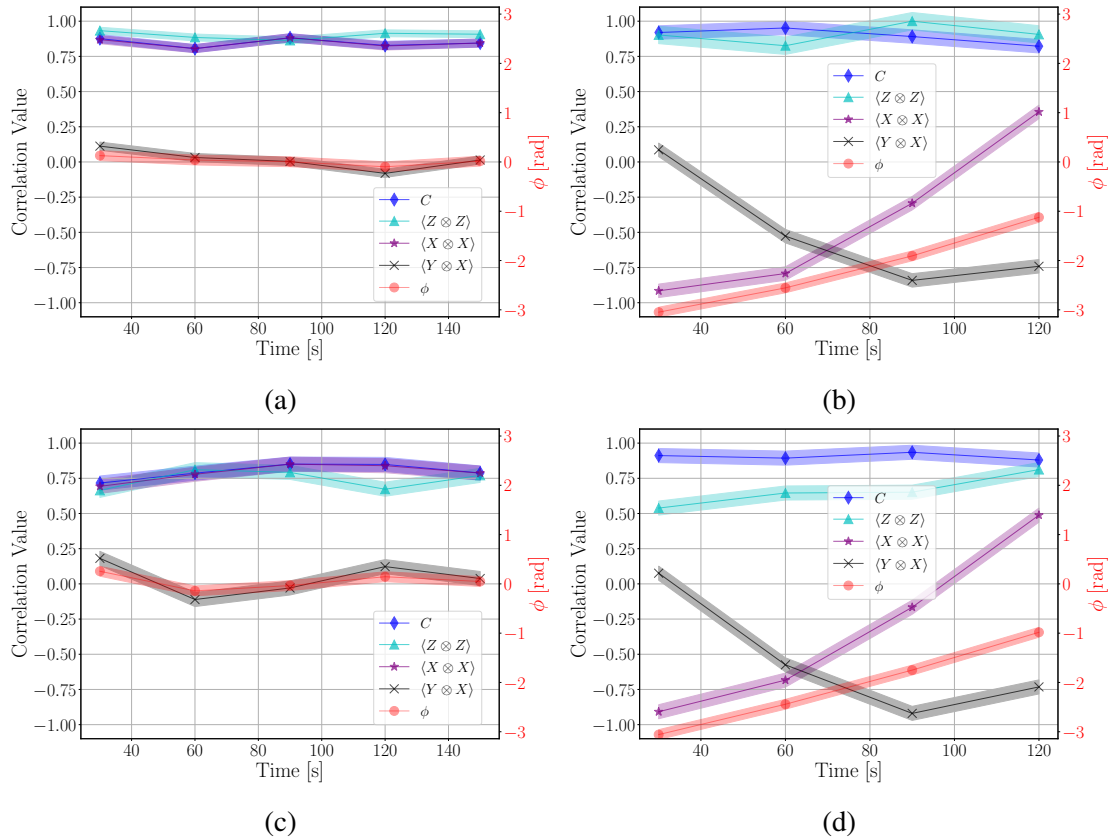 1.00
0.75
0.50
0.25
0.00
−0.25
−0.50
−0.75
−1.00
Correlation Value
40 60 80 100 120 140
Time [s]
3
2
1
0
−1
−2
−3
ϕ [rad]
C
⟨Z ⊗ Z⟩
⟨X ⊗ X⟩
⟨Y ⊗ X⟩
ϕ
(a)
1.00
0.75
0.50
0.25
0.00
−0.25
−0.50
−0.75
−1.00
Correlation Value
40 60 80 100 120
Time [s]
3
2
1
0
−1
−2
−3
ϕ [rad]
C
⟨Z ⊗ Z⟩
⟨X ⊗ X⟩
⟨Y ⊗ X⟩
ϕ
(b)
1.00
0.75
0.50
0.25
0.00
−0.25
−0.50
−0.75
−1.00
Correlation Value
40 60 80 100 120 140
Time [s]
3
2
1
0
−1
−2
−3
ϕ [rad]
C
⟨Z ⊗ Z⟩
⟨X ⊗ X⟩
⟨Y ⊗ X⟩
ϕ
(c)
1.00
0.75
0.50
0.25
0.00
−0.25
−0.50
−0.75
−1.00
Correlation Value
40 60 80 100 120
Time [s]
3
2
1
0
−1
−2
−3
ϕ [rad]
C
⟨Z ⊗ Z⟩
⟨X ⊗ X⟩
⟨Y ⊗ X⟩
ϕ
(d)